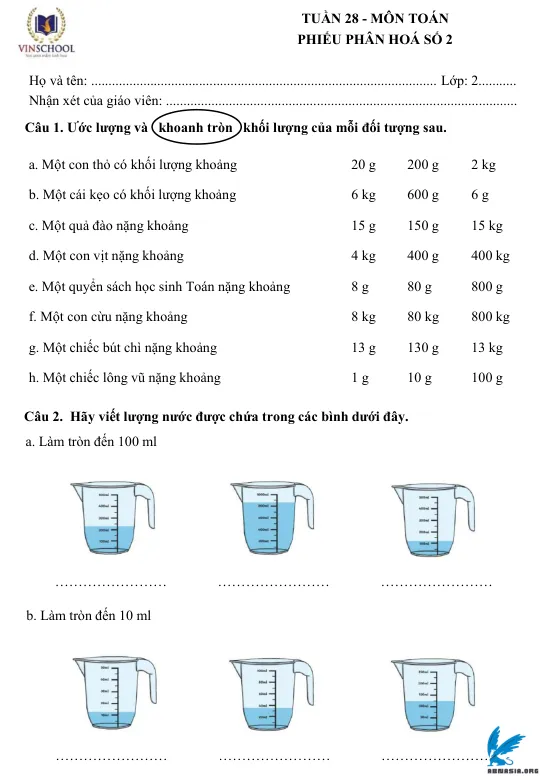 TUẦN 28 - MÔN TOÁN
VINSCHOOL
PHIẾU PHÂN HOÁ SỐ 2
Họ và tên: .................................................................................................... Lớp: 2...........
Nhận xét của giáo viên: ......................................................................................................
Câu 1. Ước lượng và khoanh tròn khối lượng của mỗi đối tượng sau.
a. Một con thỏ có khối lượng khoảng 20 g 200 g 2 kg
b. Một cái kẹo có khối lượng khoảng 6 kg 600 g 6 g
c. Một quả đào nặng khoảng 15 g 150 g 15 kg
d. Một con vịt nặng khoảng 4 kg 400 g 400 kg
e. Một quyển sách học sinh Toán nặng khoảng 8 g 80 g 800 g
f. Một con cừu nặng khoảng 8 kg 80 kg 800 kg
g. Một chiếc bút chì nặng khoảng 13 g 130 g 13 kg
h. Một chiếc lông vũ nặng khoảng 1 g 10 g 100 g
Câu 2. Hãy viết lượng nước được chứa trong các bình dưới đây.
a. Làm tròn đến 100 ml
........................ ........................ ........................
b. Làm tròn đến 10 ml
........................ ........................ ........................
ABMASIA.ORG